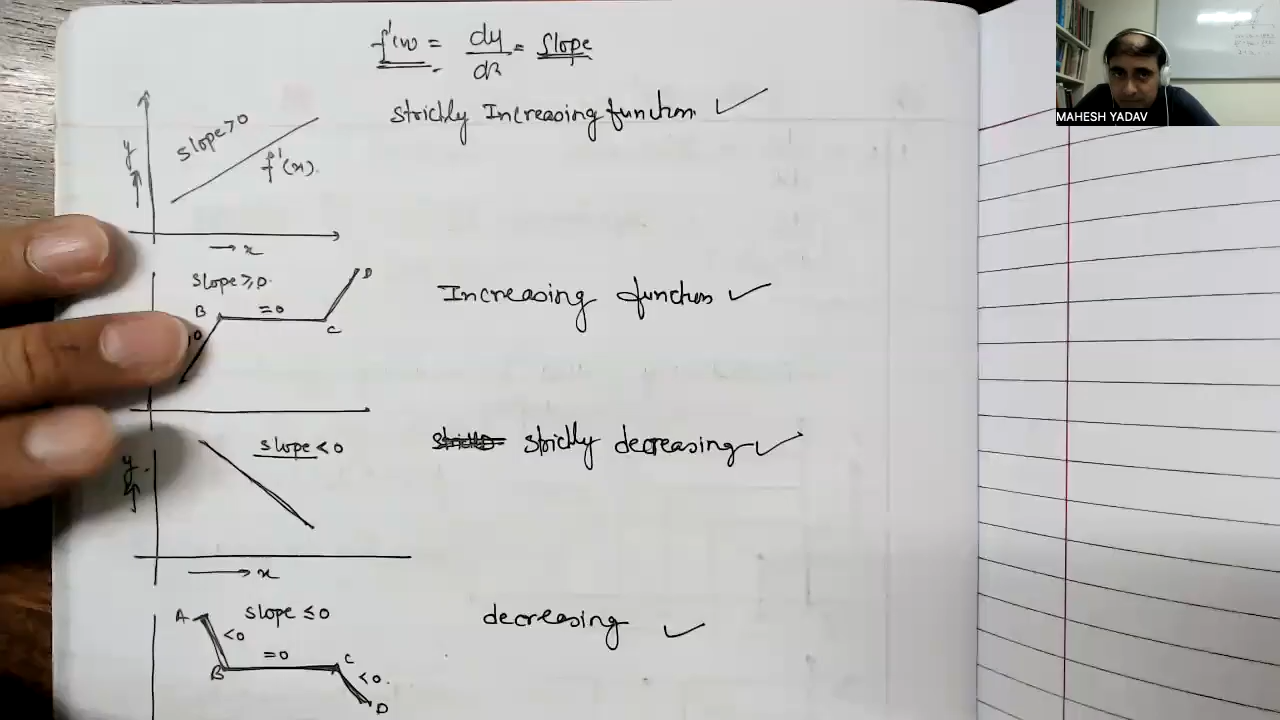 f'(x) = dy/dx = Slope
Strictly Increasing function ✓
slope>0
f'(x).
y
→ x
Slope ≥ 0
B
= 0
C
D
Increasing function ✓
slope < 0
strictly decreasing ✓
y
→ x
A
slope ≤ 0
<0
= 0
B
C
<0
D
decreasing ✓
MAHESH YADAV